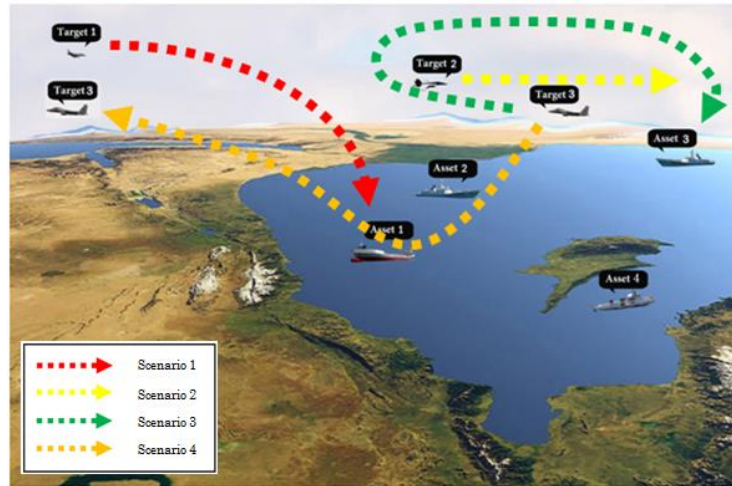 Target 1
Target 3
Target 2
Target 3
Asset 3
Asset 2
Asset 1
Asset 4
Scenario 1
Scenario 2
Scenario 3
Scenario 4